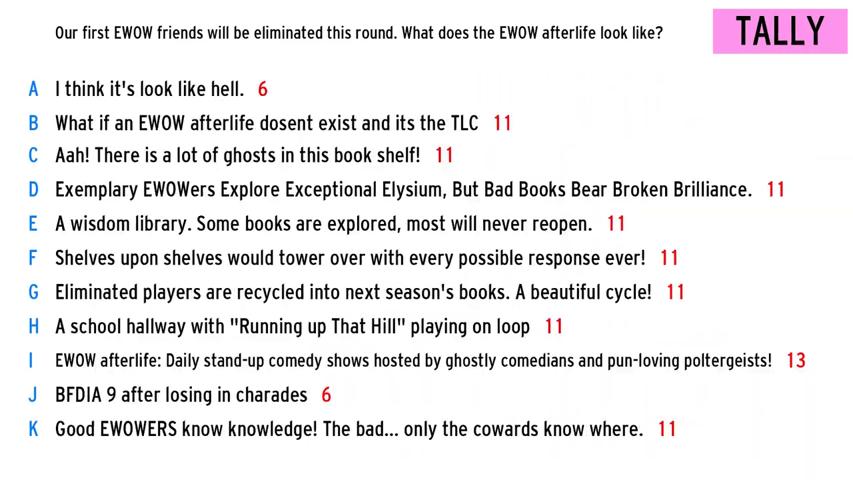 Our first EWOW friends will be eliminated this round. What does the EWOW afterlife look like?
TALLY
A I think it's look like hell. 6
B What if an EWOW afterlife dosent exist and its the TLC 11
C Aah! There is a lot of ghosts in this book shelf! 11
D Exemplary EWOWers Explore Exceptional Elysium, But Bad Books Bear Broken Brilliance. 11
E A wisdom library. Some books are explored, most will never reopen. 11
F Shelves upon shelves would tower over with every possible response ever! 11
G Eliminated players are recycled into next season's books. A beautiful cycle! 11
H A school hallway with "Running up That Hill" playing on loop 11
I EWOW afterlife: Daily stand-up comedy shows hosted by ghostly comedians and pun-loving poltergeists! 13
J BFDIA 9 after losing in charades 6
K Good EWOWERS know knowledge! The bad... only the cowards know where. 11